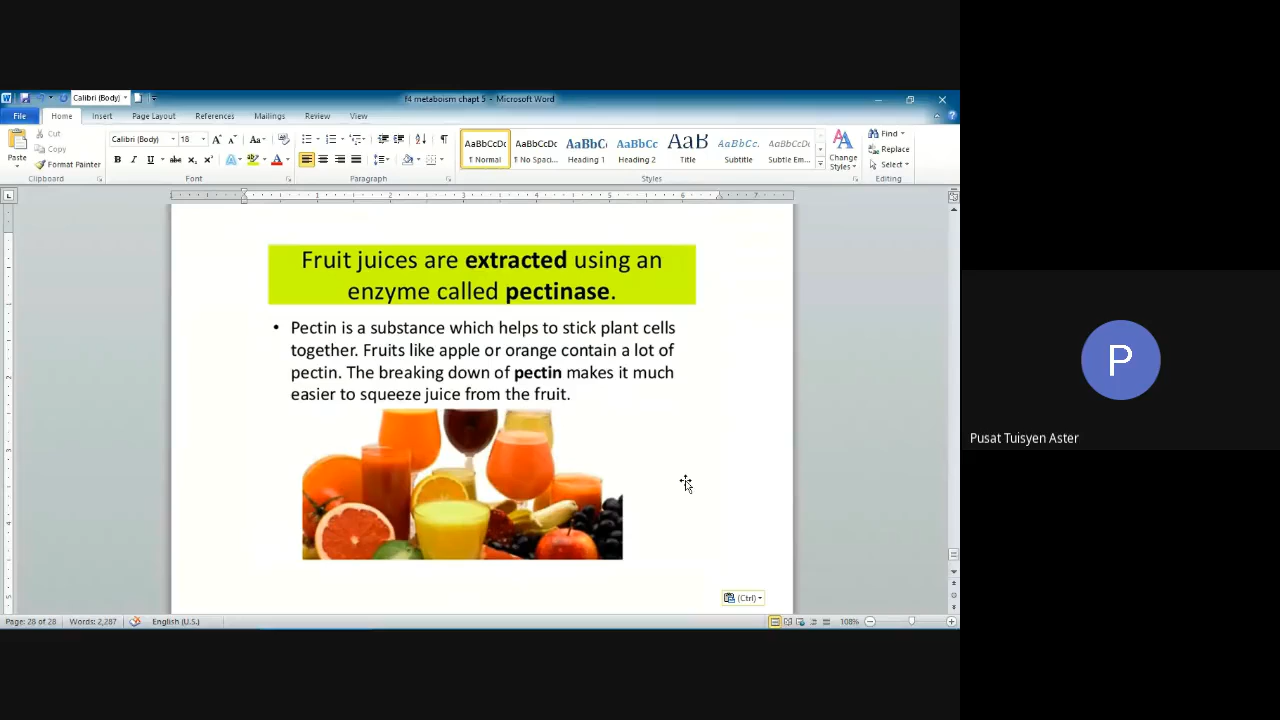 Calibri (Body)
f4 metaboism chapt 5 - Microsoft Word
File Home Insert Page Layout References Mailings Review View
Paste
Cut
Copy
Format Painter
Clipboard
Calibri (Body) 18
Font
Paragraph
AaBbCcDc AaBbCcDc AaBbC AaBbCc AaB AaBbCc. AaBbCcDc
¶ Normal ¶ No Spac... Heading 1 Heading 2 Title Subtitle Subtle Em...
Change Styles
Styles
Find
Replace
Select
Editing
Fruit juices are extracted using an
enzyme called pectinase.
• Pectin is a substance which helps to stick plant cells
together. Fruits like apple or orange contain a lot of
pectin. The breaking down of pectin makes it much
easier to squeeze juice from the fruit.
(Ctrl)
Page: 28 of 28 Words: 2,287 English (U.S.) 108%
P
Pusat Tuisyen Aster